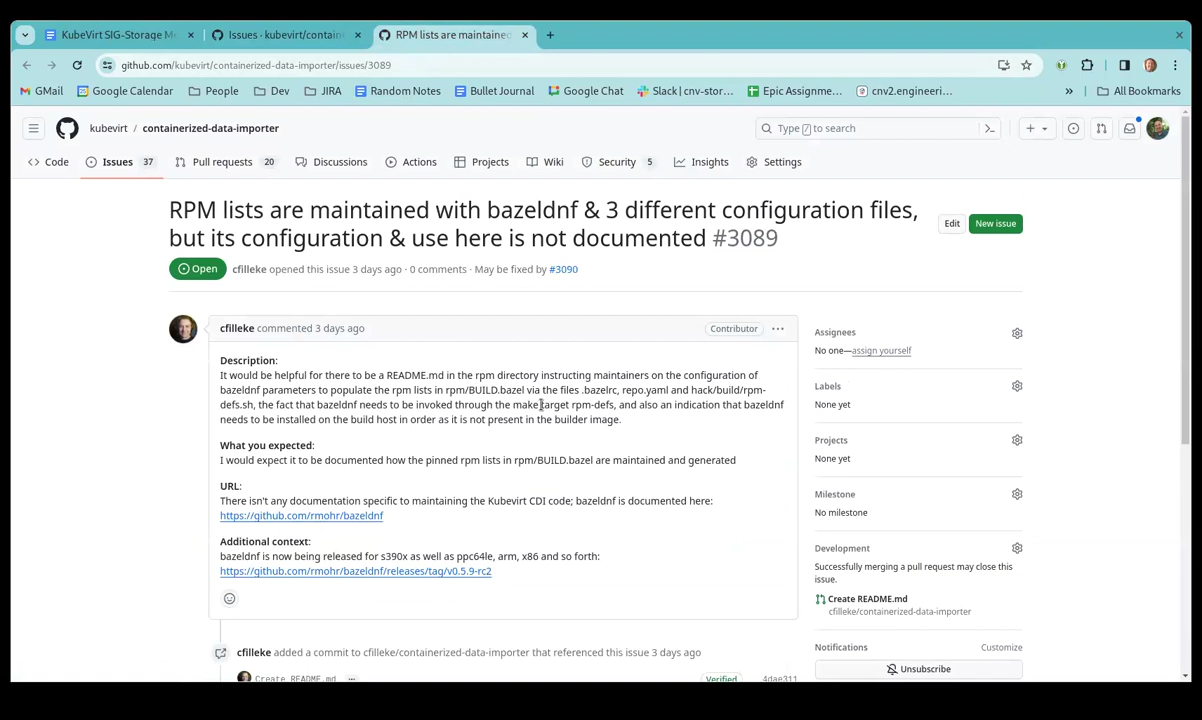 KubeVirt SIG-Storage Me
Issues · kubevirt/contain
RPM lists are maintained
github.com/kubevirt/containerized-data-importer/issues/3089
GMail
Google Calendar
People
Dev
JIRA
Random Notes
Bullet Journal
Google Chat
Slack | cnv-stor...
Epic Assignme...
cnv2.engineeri...
»
All Bookmarks
kubevirt / containerized-data-importer
Type / to search
Code
Issues 37
Pull requests 20
Discussions
Actions
Projects
Wiki
Security 5
Insights
Settings
RPM lists are maintained with bazeldnf & 3 different configuration files,
but its configuration & use here is not documented #3089
Edit
New issue
Open
cfilleke opened this issue 3 days ago · 0 comments · May be fixed by #3090
cfilleke commented 3 days ago
Contributor
Description:
It would be helpful for there to be a README.md in the rpm directory instructing maintainers on the configuration of
bazeldnf parameters to populate the rpm lists in rpm/BUILD.bazel via the files .bazelrc, repo.yaml and hack/build/rpm-
defs.sh, the fact that bazeldnf needs to be invoked through the make target rpm-defs, and also an indication that bazeldnf
needs to be installed on the build host in order as it is not present in the builder image.
What you expected:
I would expect it to be documented how the pinned rpm lists in rpm/BUILD.bazel are maintained and generated
URL:
There isn't any documentation specific to maintaining the Kubevirt CDI code; bazeldnf is documented here:
https://github.com/rmohr/bazeldnf
Additional context:
bazeldnf is now being released for s390x as well as ppc64le, arm, x86 and so forth:
https://github.com/rmohr/bazeldnf/releases/tag/v0.5.9-rc2
cfilleke added a commit to cfilleke/containerized-data-importer that referenced this issue 3 days ago
Create README.md ...
Verified
4dae311
Assignees
No one—assign yourself
Labels
None yet
Projects
None yet
Milestone
No milestone
Development
Successfully merging a pull request may close this
issue.
Create README.md
cfilleke/containerized-data-importer
Notifications
Customize
Unsubscribe